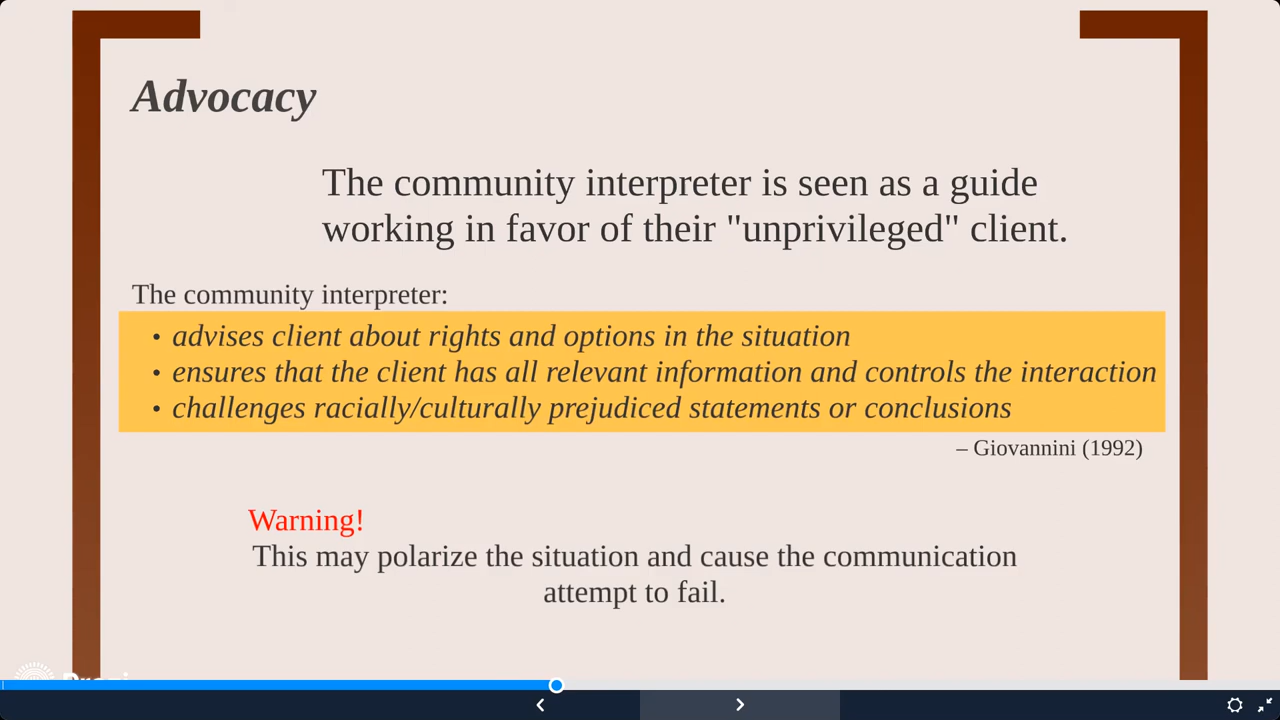 Advocacy
The community interpreter is seen as a guide
working in favor of their "unprivileged" client.
The community interpreter:
• advises client about rights and options in the situation
• ensures that the client has all relevant information and controls the interaction
• challenges racially/culturally prejudiced statements or conclusions
– Giovannini (1992)
Warning!
This may polarize the situation and cause the communication
attempt to fail.